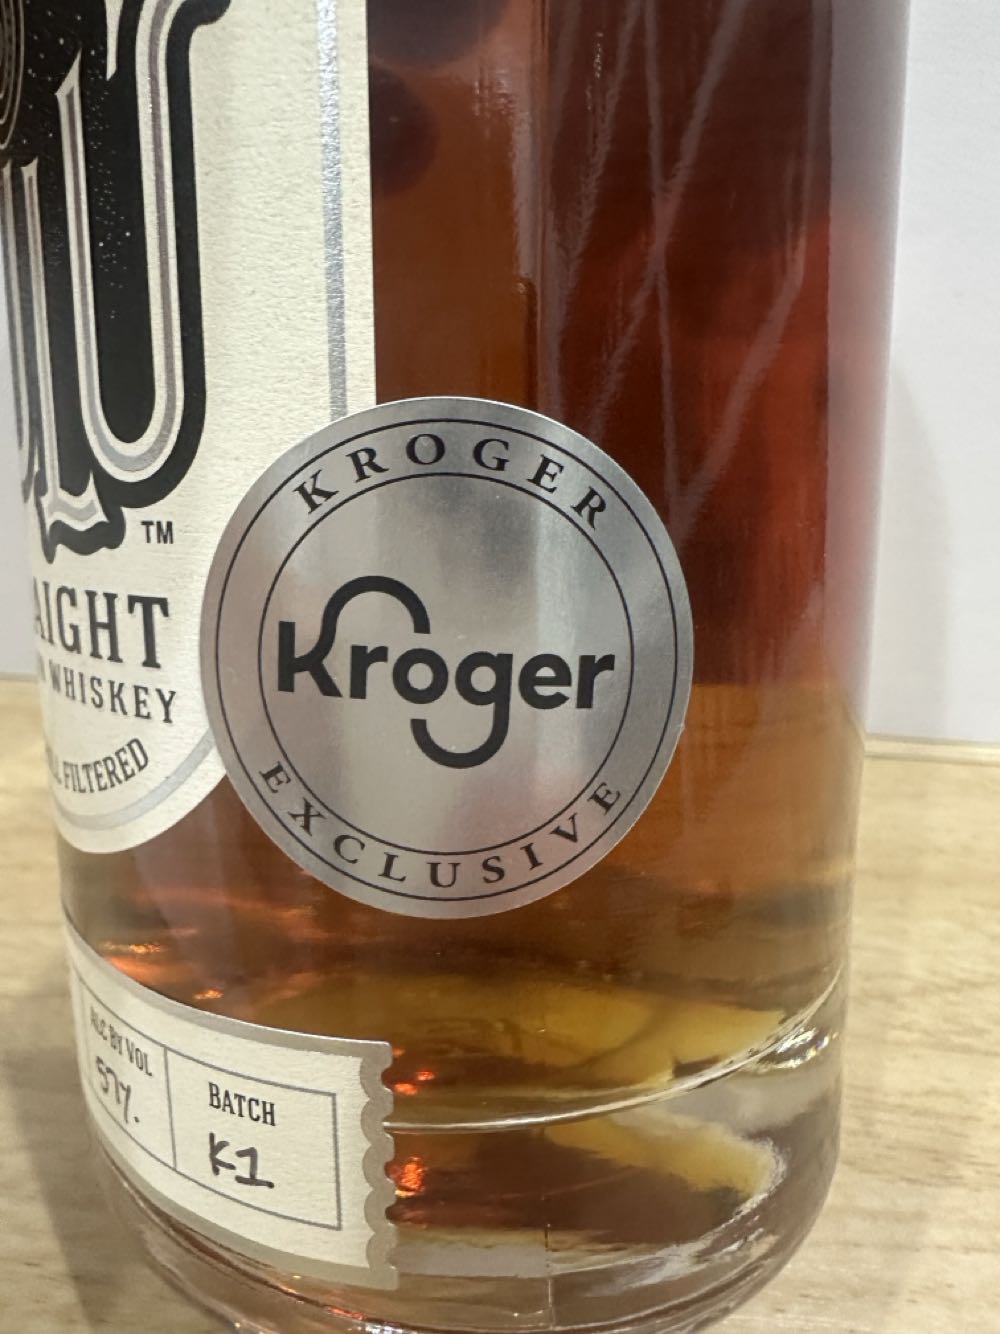 TM
AIGHT
WHISKEY
FILTERED
KROGER
Kroger
EXCLUSIVE
ALC BY VOL
57%.
BATCH
K1